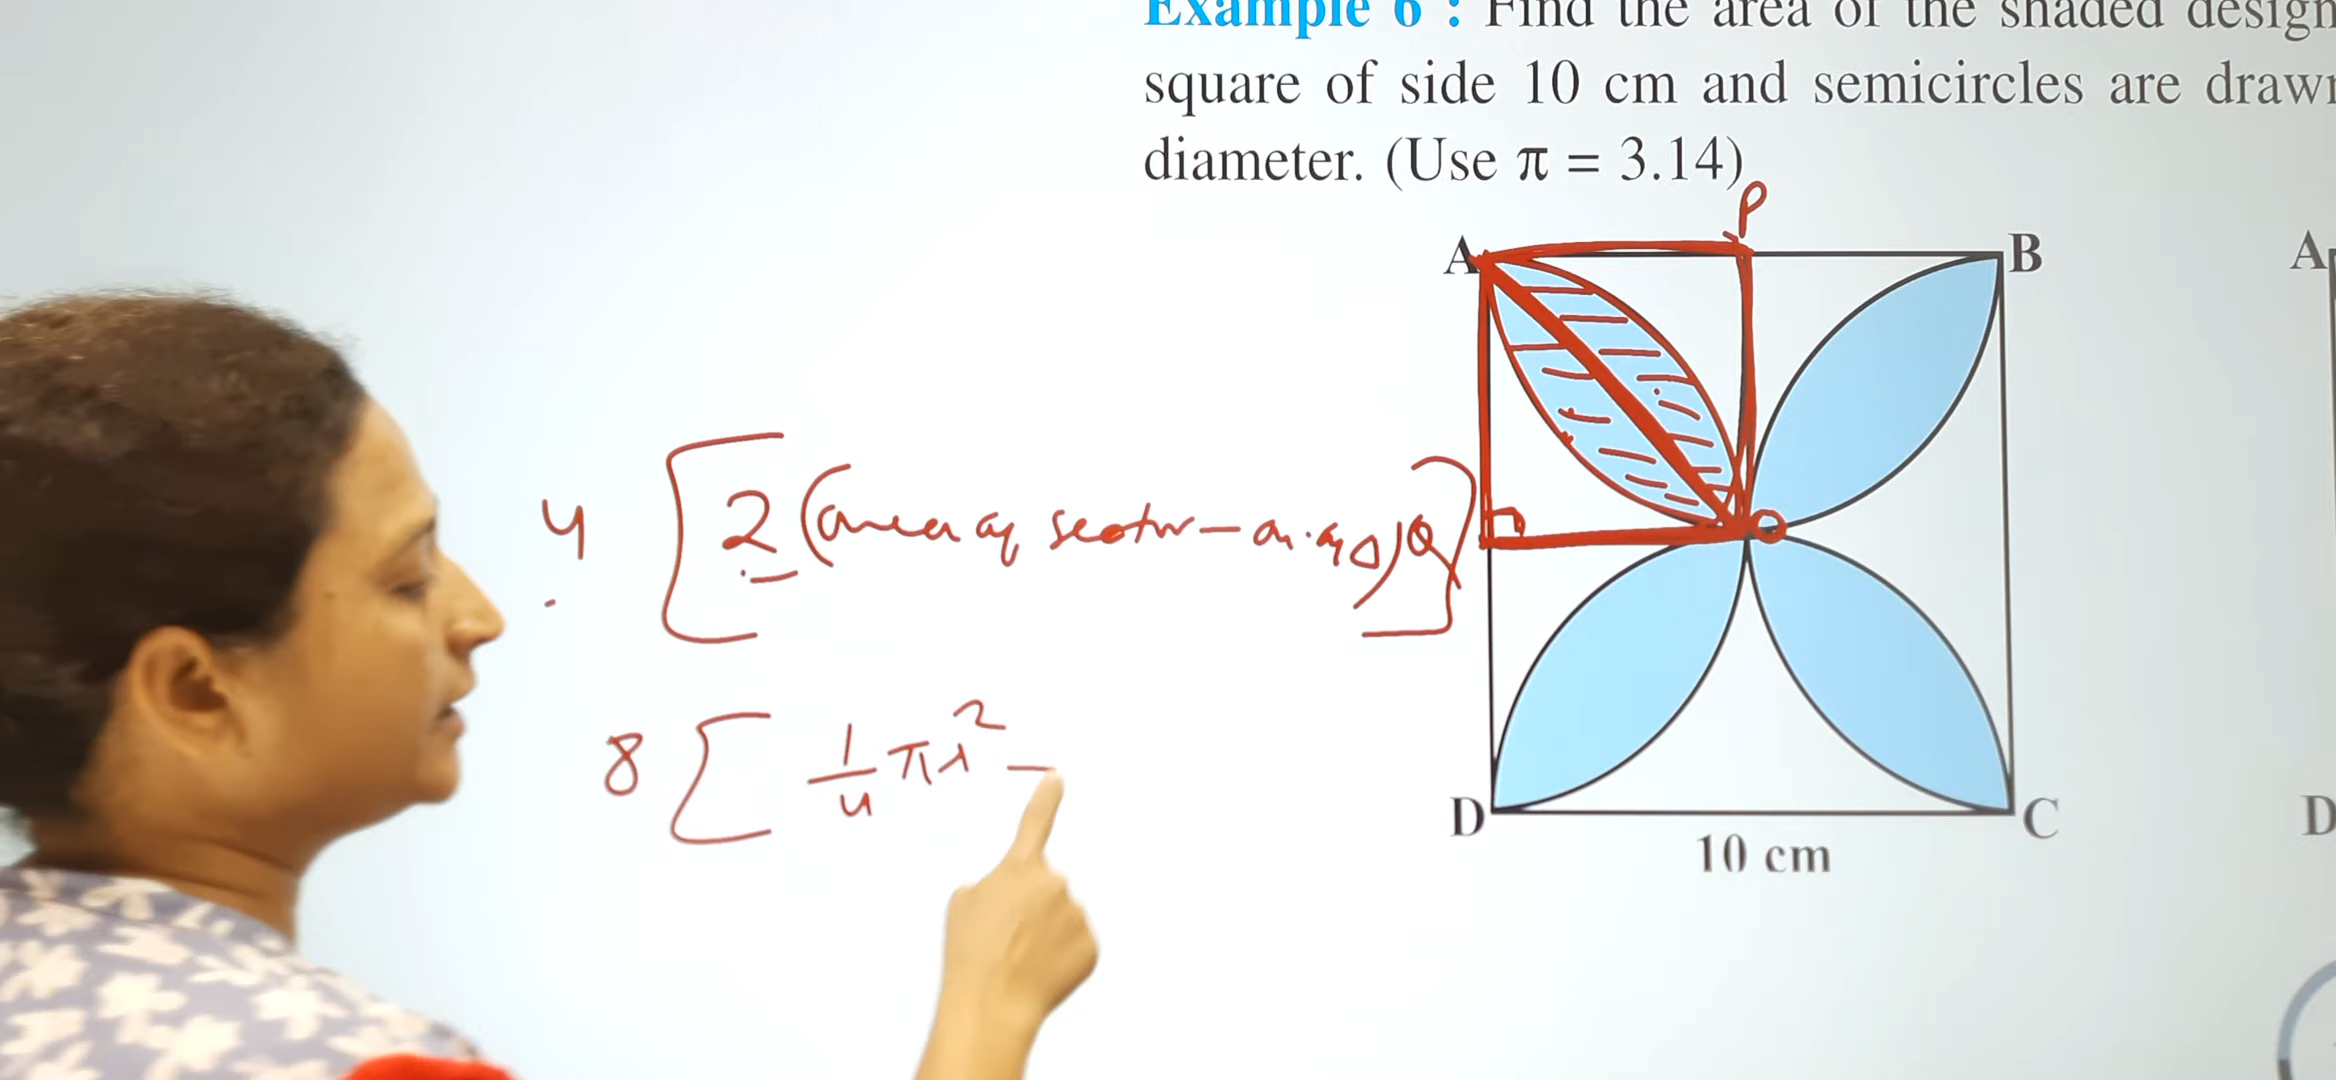 Example 6 : Find the area of the shaded design
square of side 10 cm and semicircles are drawn
diameter. (Use π = 3.14)
P
A B A
4 [2 (area of sector - ar. of Δ)] Q O
8 [ 1/4 πr² -
D C D
10 cm